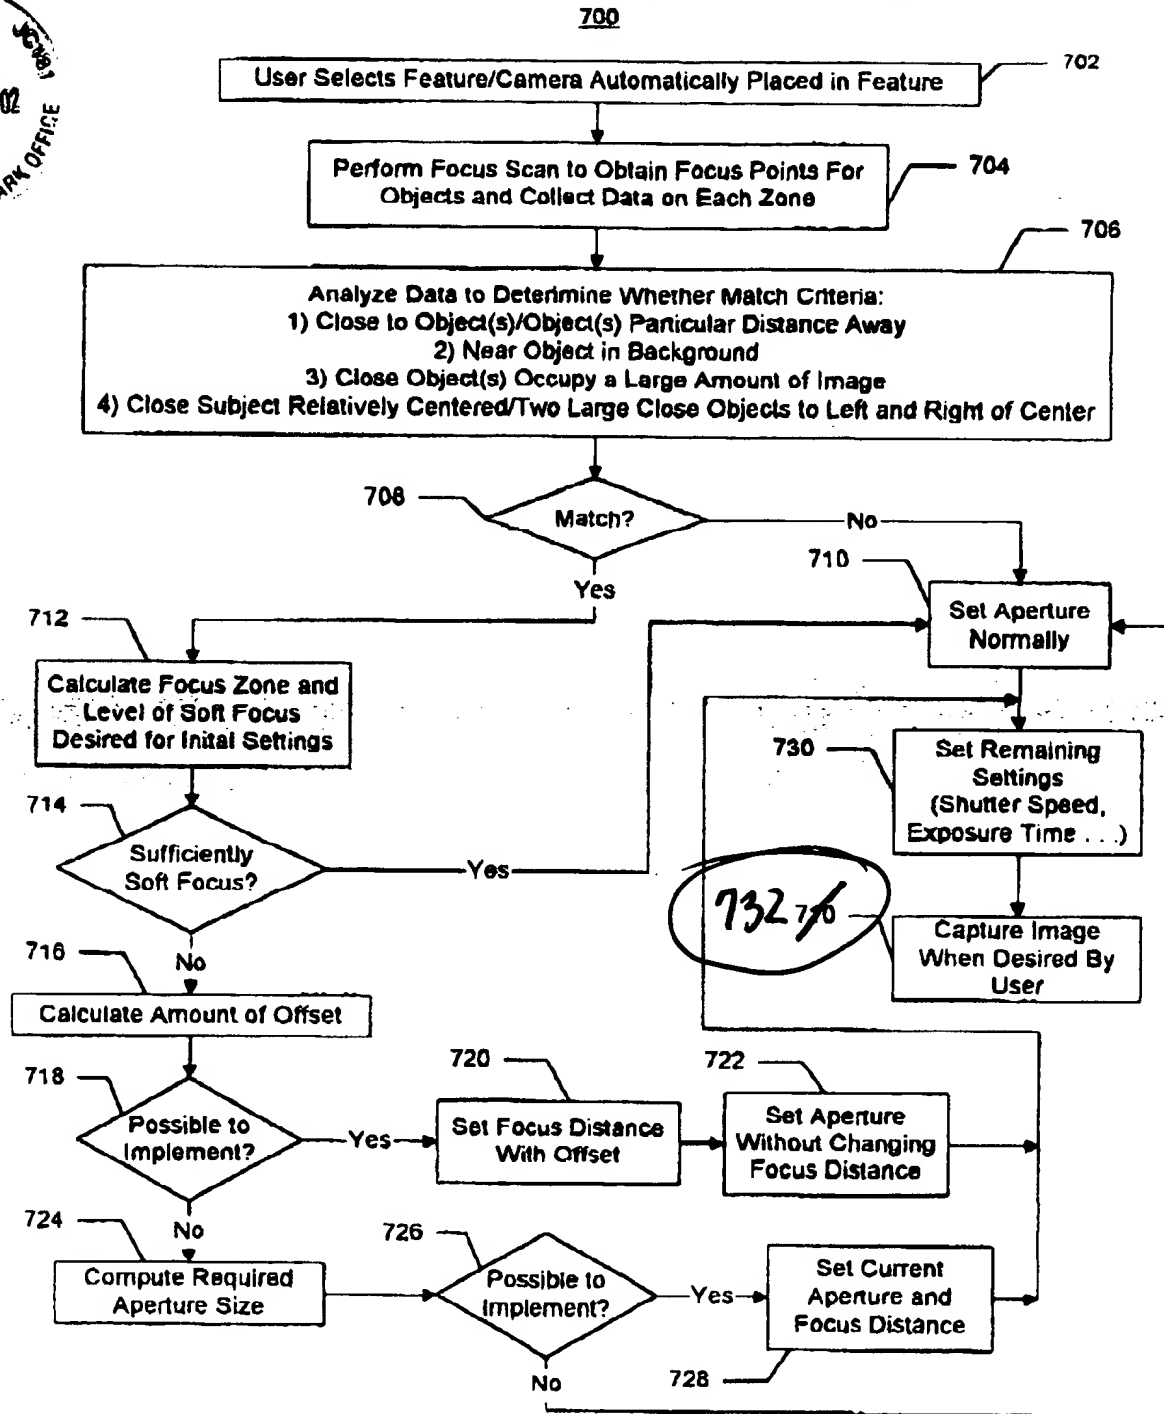 700
User Selects Feature/Camera Automatically Placed in Feature
702
02
ARK OFFICE
Perform Focus Scan to Obtain Focus Points For
Objects and Collect Data on Each Zone
704
706
Analyze Data to Determine Whether Match Criteria:
1) Close to Object(s)/Object(s) Particular Distance Away
2) Near Object in Background
3) Close Object(s) Occupy a Large Amount of Image
4) Close Subject Relatively Centered/Two Large Close Objects to Left and Right of Center
708
Match?
No
Yes
710
Set Aperture
Normally
712
Calculate Focus Zone and
Level of Soft Focus
Desired for Inital Settings
714
Sufficiently
Soft Focus?
Yes
No
730
Set Remaining
Settings
(Shutter Speed,
Exposure Time . . .)
732
Capture Image
When Desired By
User
716
Calculate Amount of Offset
718
Possible to
Implement?
Yes
No
720
Set Focus Distance
With Offset
722
Set Aperture
Without Changing
Focus Distance
724
Compute Required
Aperture Size
726
Possible to
Implement?
Yes
No
Set Current
Aperture and
Focus Distance
728